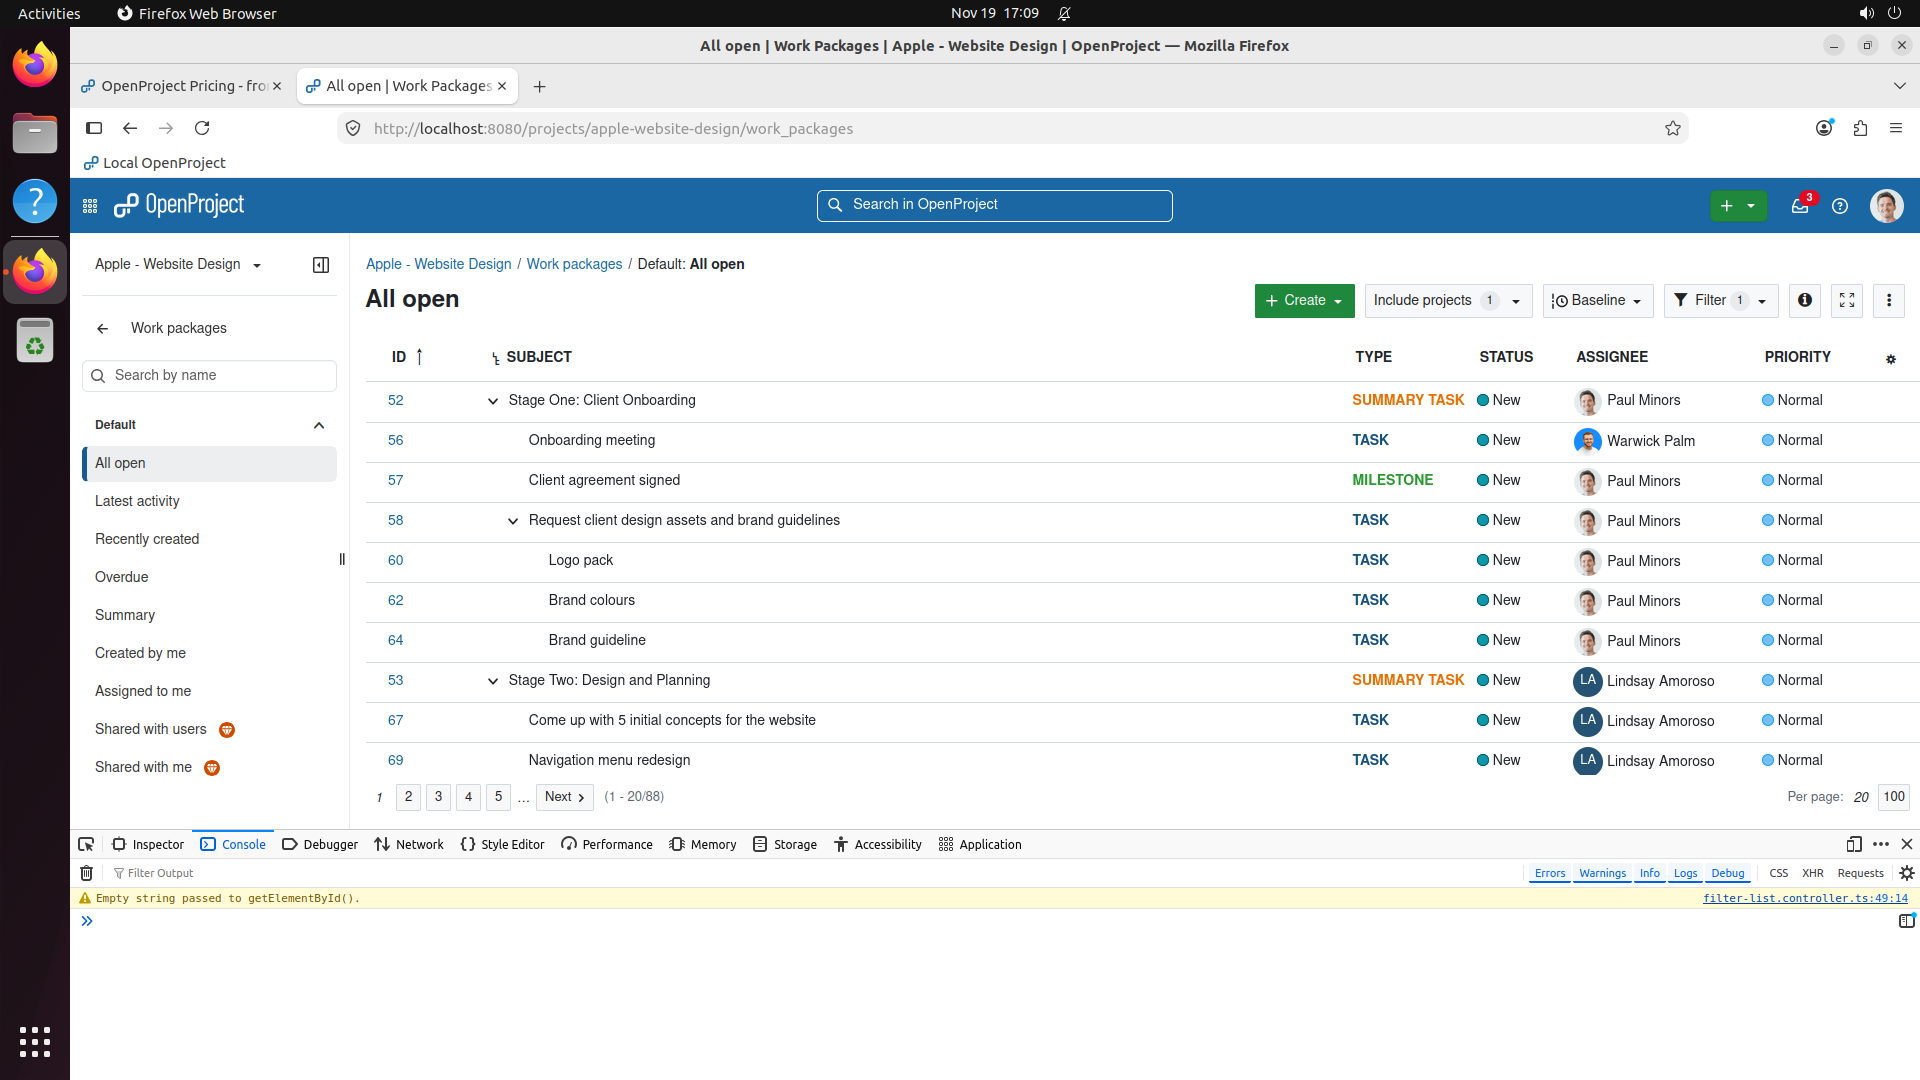 Activities Firefox Web Browser Nov 19 17:09
All open | Work Packages | Apple - Website Design | OpenProject — Mozilla Firefox
OpenProject Pricing - fro All open | Work Packages
http://localhost:8080/projects/apple-website-design/work_packages
Local OpenProject
OpenProject Search in OpenProject 3
Apple - Website Design
Apple - Website Design / Work packages / Default: All open
All open
Create Include projects 1 Baseline Filter 1
Work packages
Search by name
Default
All open
Latest activity
Recently created
Overdue
Summary
Created by me
Assigned to me
Shared with users
Shared with me
ID SUBJECT TYPE STATUS ASSIGNEE PRIORITY
52 Stage One: Client Onboarding SUMMARY TASK New Paul Minors Normal
56 Onboarding meeting TASK New Warwick Palm Normal
57 Client agreement signed MILESTONE New Paul Minors Normal
58 Request client design assets and brand guidelines TASK New Paul Minors Normal
60 Logo pack TASK New Paul Minors Normal
62 Brand colours TASK New Paul Minors Normal
64 Brand guideline TASK New Paul Minors Normal
53 Stage Two: Design and Planning SUMMARY TASK New LA Lindsay Amoroso Normal
67 Come up with 5 initial concepts for the website TASK New LA Lindsay Amoroso Normal
69 Navigation menu redesign TASK New LA Lindsay Amoroso Normal
1 2 3 4 5 ... Next (1 - 20/88) Per page: 20 100
Inspector Console Debugger Network Style Editor Performance Memory Storage Accessibility Application
Filter Output Errors Warnings Info Logs Debug CSS XHR Requests
Empty string passed to getElementById(). filter-list.controller.ts:49:14